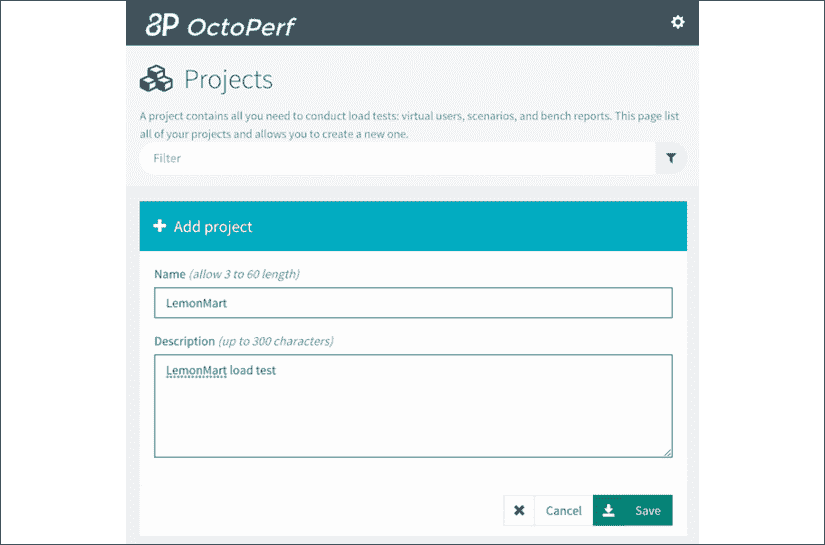 OctoPerf
Projects
A project contains all you need to conduct load tests: virtual users, scenarios, and bench reports. This page list
all of your projects and allows you to create a new one.
Filter
Add project
Name (allow 3 to 60 length)
LemonMart
Description (up to 300 characters)
LemonMart load test
Cancel Save